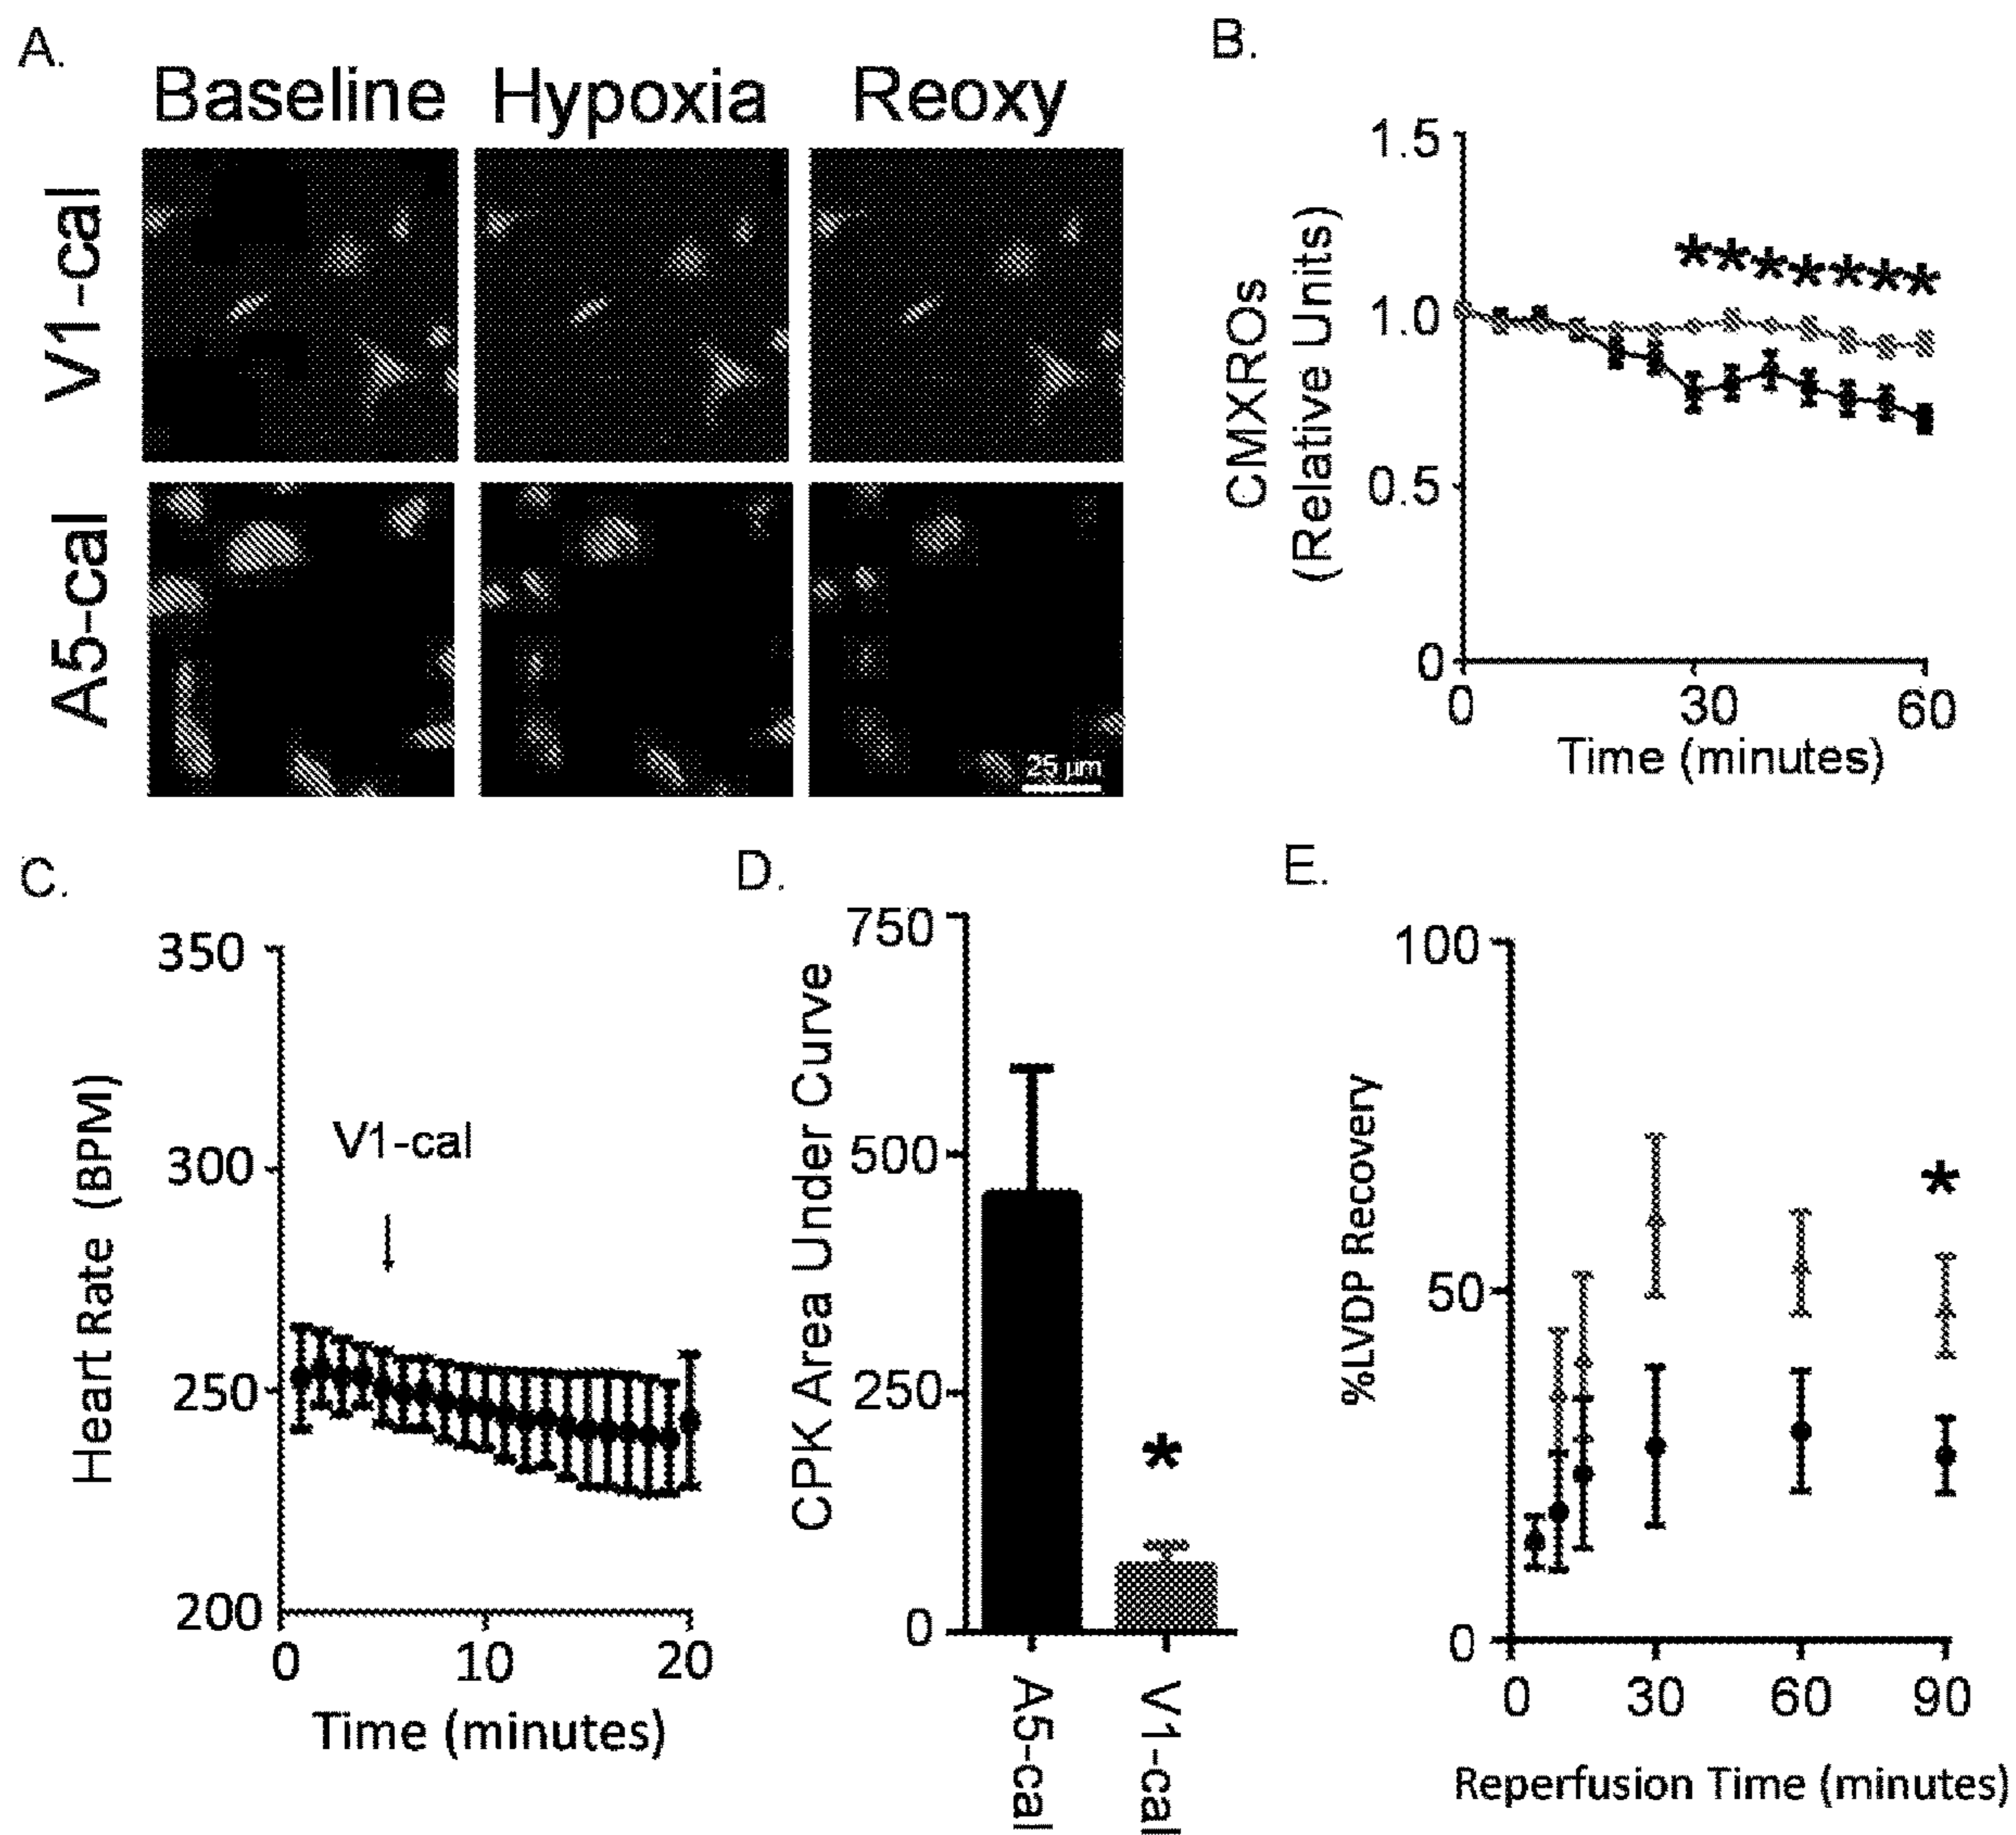 A.
Baseline Hypoxia Reoxy
V1-cal
A5-cal
25 µm
B.
CMXROs
(Relative Units)
1.5
1.0
0.5
0
*******
0 30 60
Time (minutes)
C.
Heart Rate (BPM)
350
300
250
200
V1-cal
0 10 20
Time (minutes)
D.
CPK Area Under Curve
750
500
250
0
*
A5-cal
V1-cal
E.
%LVDP Recovery
100
50
0
*
0 30 60 90
Reperfusion Time (minutes)